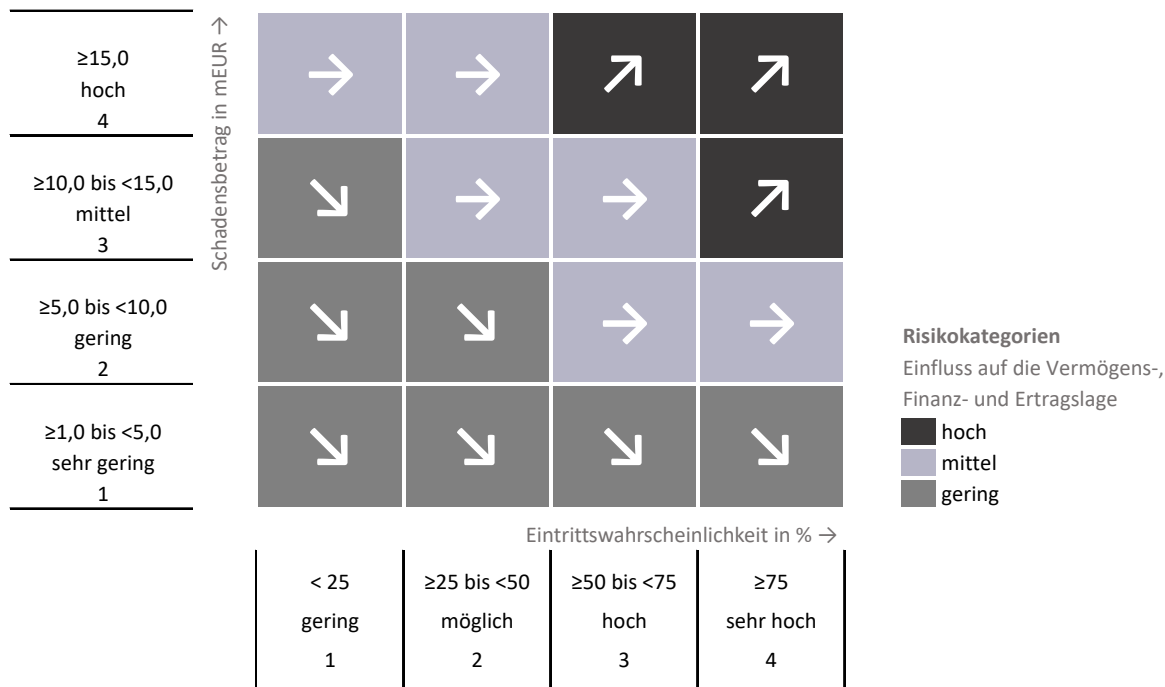 ≥15,0
hoch
4
≥10,0 bis <15,0
mittel
3
≥5,0 bis <10,0
gering
2
≥1,0 bis <5,0
sehr gering
1
Schadensbetrag in mEUR →
Eintrittswahrscheinlichkeit in % →
< 25
gering
1
≥25 bis <50
möglich
2
≥50 bis <75
hoch
3
≥75
sehr hoch
4
Risikokategorien
Einfluss auf die Vermögens-,
Finanz- und Ertragslage
hoch
mittel
gering